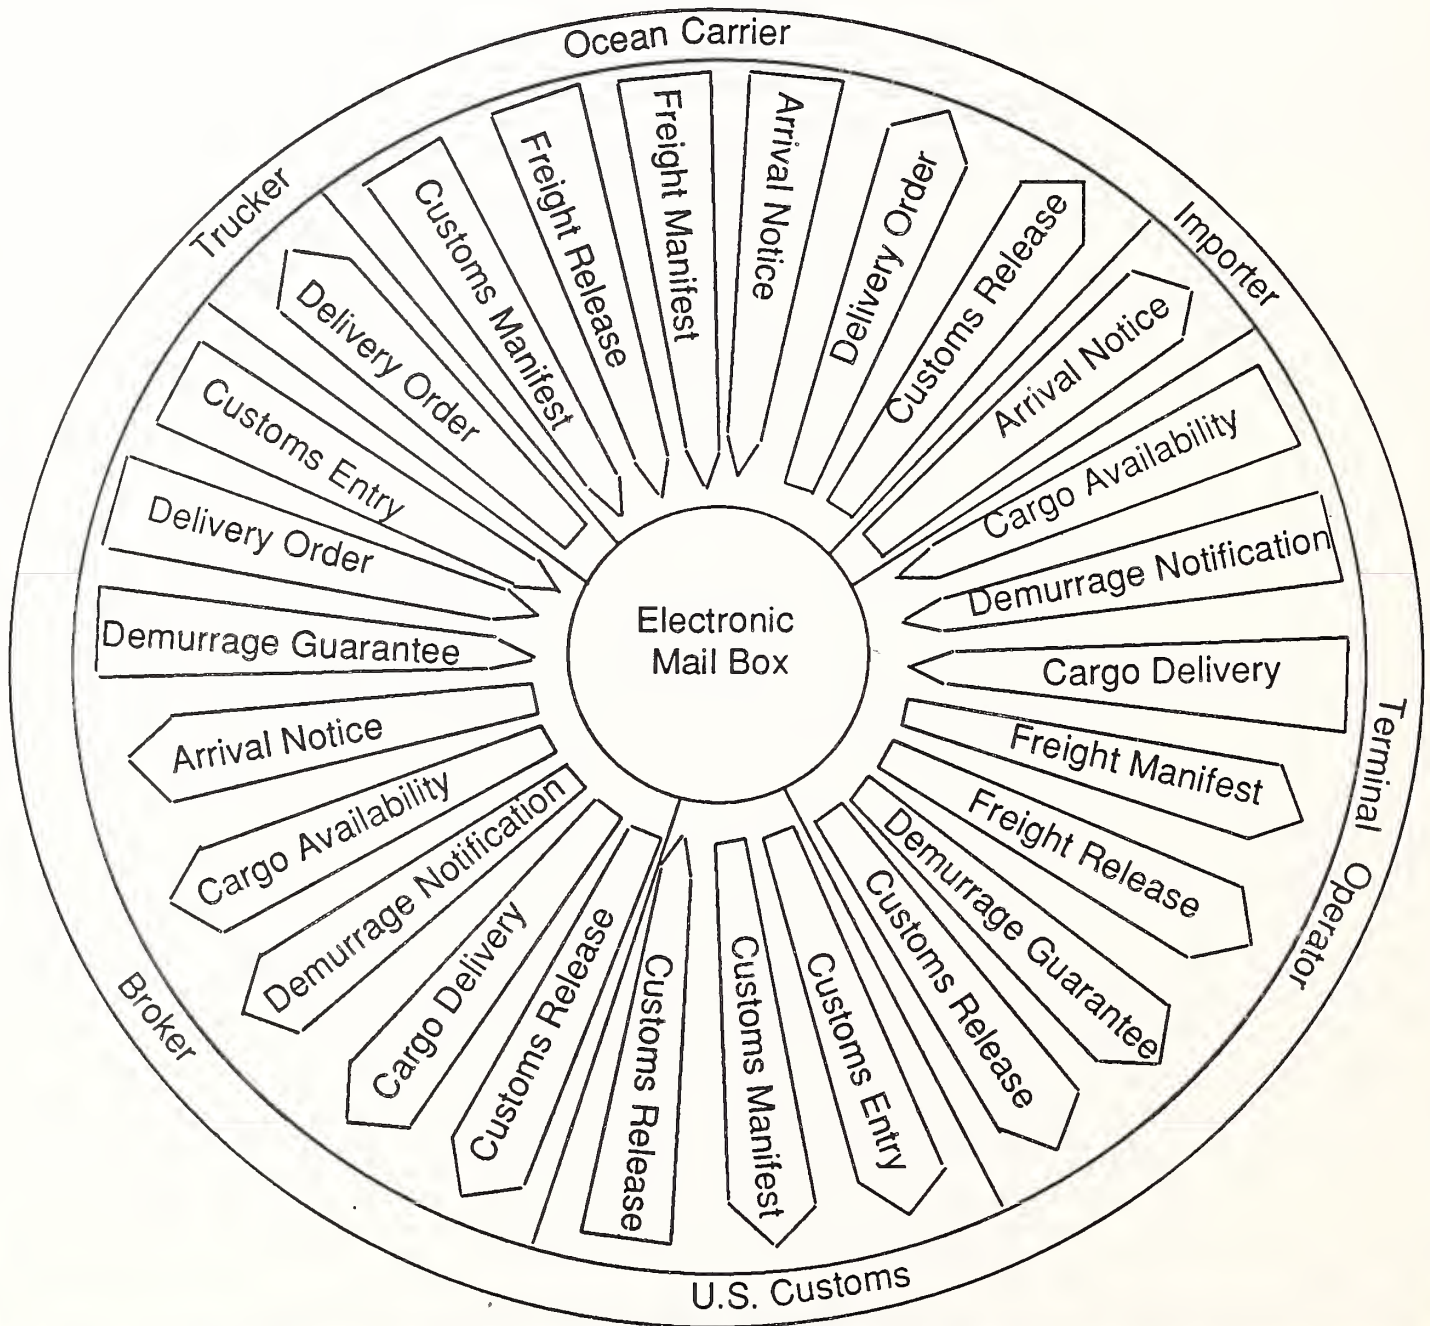 Ocean Carrier
Customs Manifest
Freight Release
Freight Manifest
Arrival Notice
Delivery Order
Customs Release
Importer
Arrival Notice
Terminal Operator
Cargo Availability
Demurrage Notification
Cargo Delivery
Freight Manifest
Freight Release
Demurrage Guarantee
Customs Release
U.S. Customs
Customs Entry
Customs Manifest
Customs Release
Broker
Customs Release
Cargo Delivery
Demurrage Notification
Cargo Availability
Arrival Notice
Demurrage Guarantee
Delivery Order
Customs Entry
Trucker
Delivery Order
Electronic
Mail Box